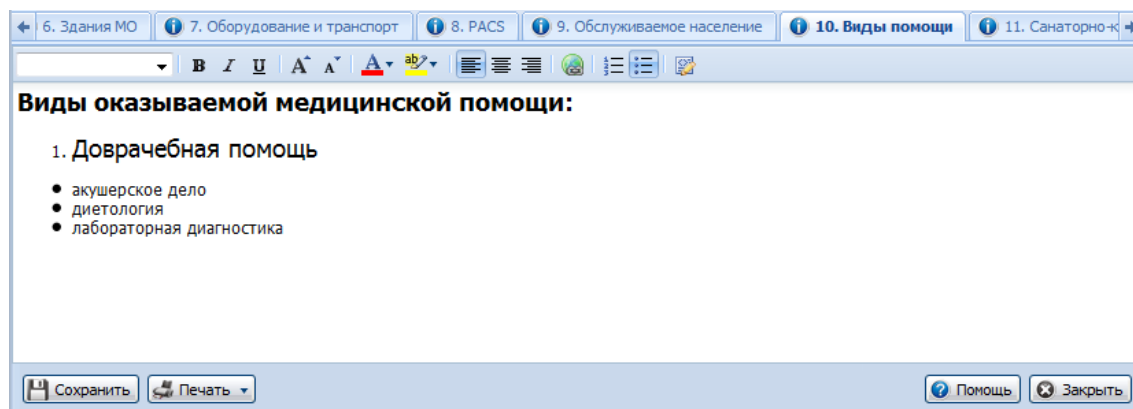 6. Здания МО 7. Оборудование и транспорт 8. PACS 9. Обслуживаемое население 10. Виды помощи 11. Санаторно-к
B I U A A A ab
Виды оказываемой медицинской помощи:
1. Доврачебная помощь
• акушерское дело
• диетология
• лабораторная диагностика
Сохранить Печать Помощь Закрыть